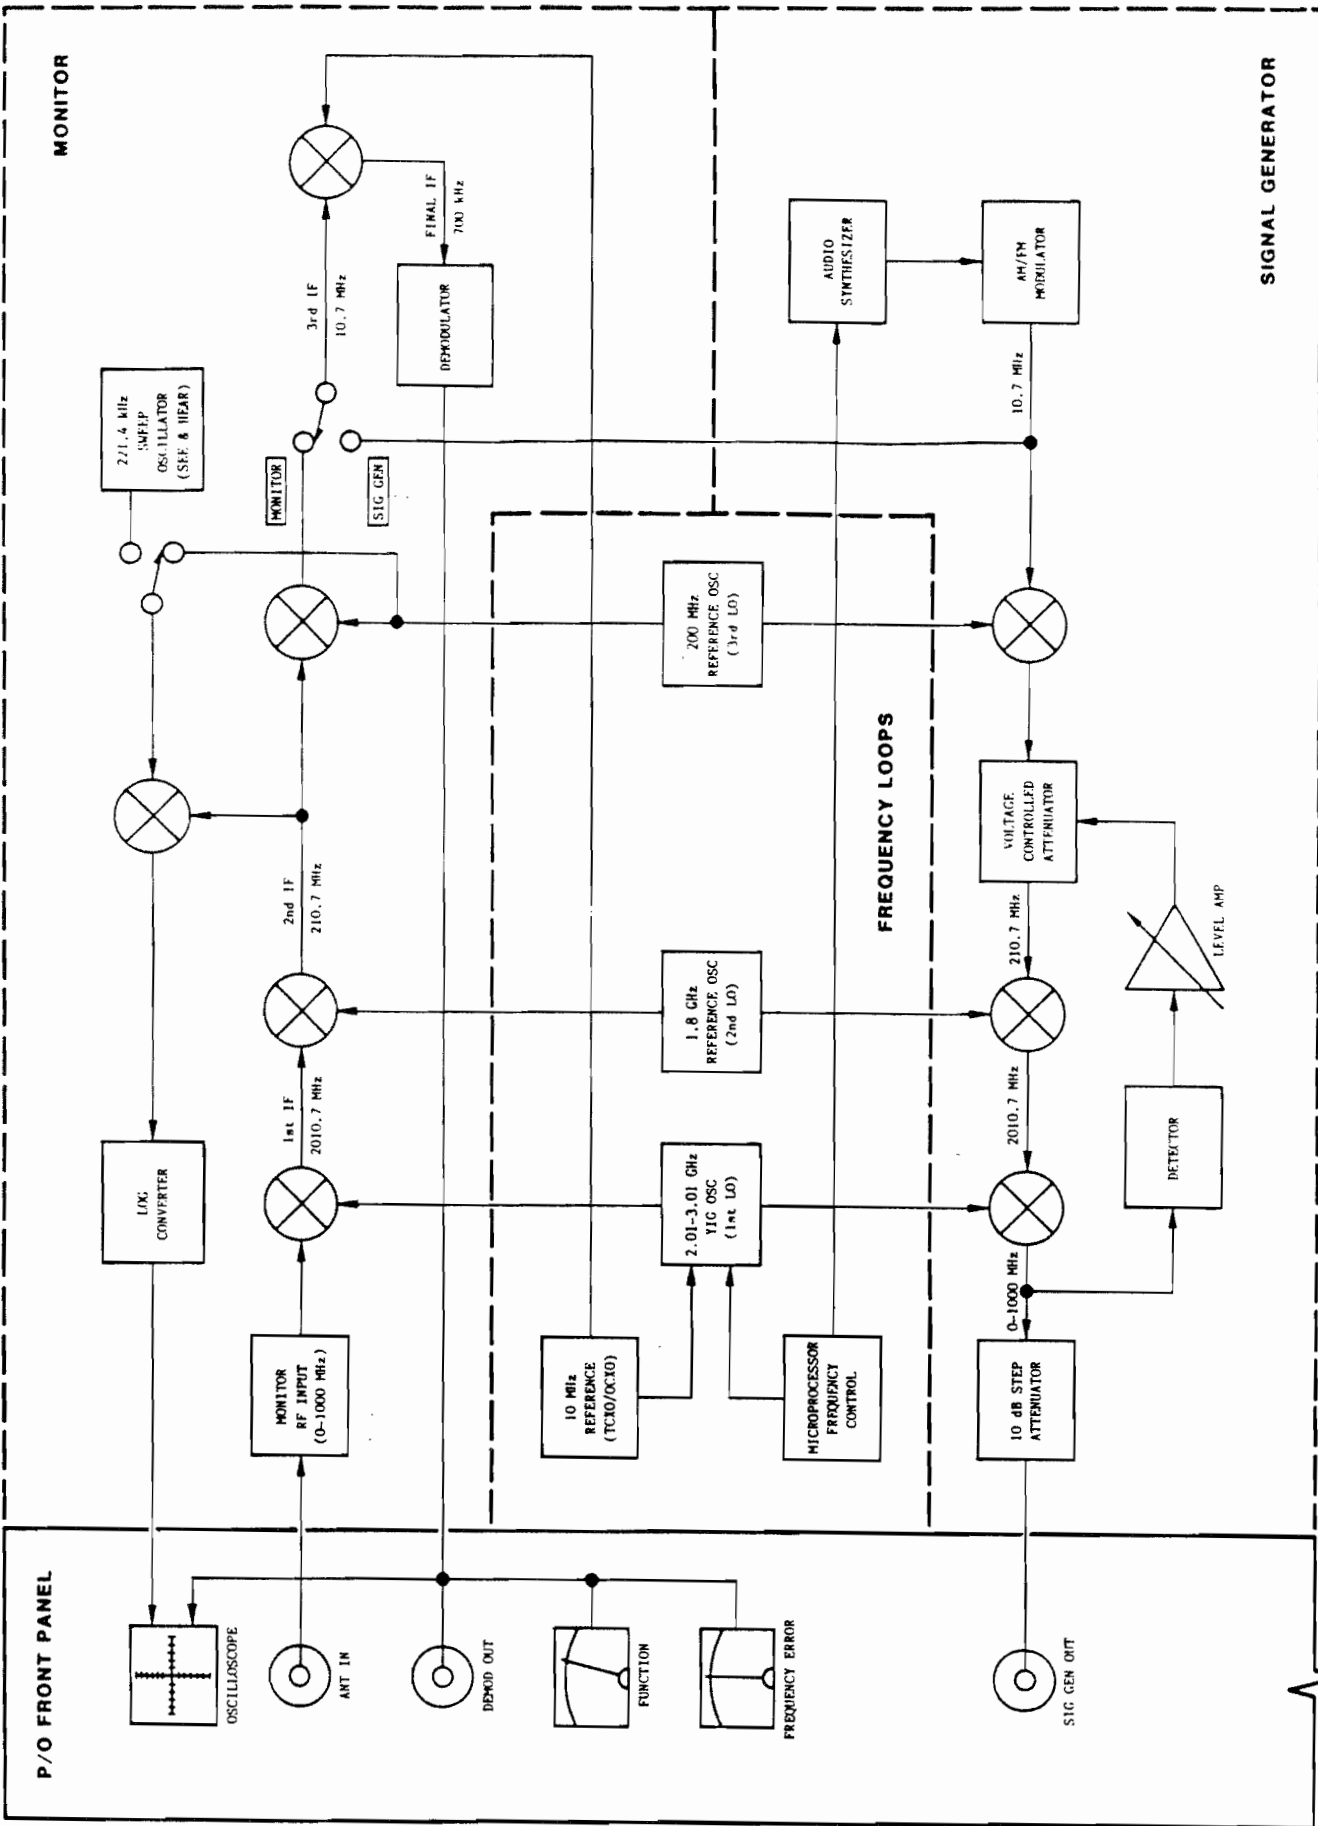 P/O FRONT PANEL
OSCILLOSCOPE
ANT IN
DEMOD OUT
FUNCTION
FREQUENCY ERROR
SIG GEN OUT
MONITOR
LOG
CONVERTER
MONITOR
RF INPUT
(0-1000 MHz)
1st IF
2010.7 MHz
2nd IF
210.7 MHz
SWEEP
OSCILLATOR
(SEE & HEAR)
MONITOR
SIG GEN
3rd IF
10.7 MHz
FINAL IF
700 kHz
DEMODULATOR
FREQUENCY LOOPS
10 MHz
REFERENCE
(TCXO/OCXO)
MICROPROCESSOR
FREQUENCY
CONTROL
2.01-3.01 GHz
YIG OSC
(1st LO)
1.8 GHz
REFERENCE OSC
(2nd LO)
200 MHz
REFERENCE OSC
(3rd LO)
SIGNAL GENERATOR
AUDIO
SYNTHESIZER
AM/FM
MODULATOR
10.7 MHz
VOLTAGE
CONTROLLED
ATTENUATOR
210.7 MHz
2010.7 MHz
0-1000 MHz
10 dB STEP
ATTENUATOR
DETECTOR
LEVEL AMP